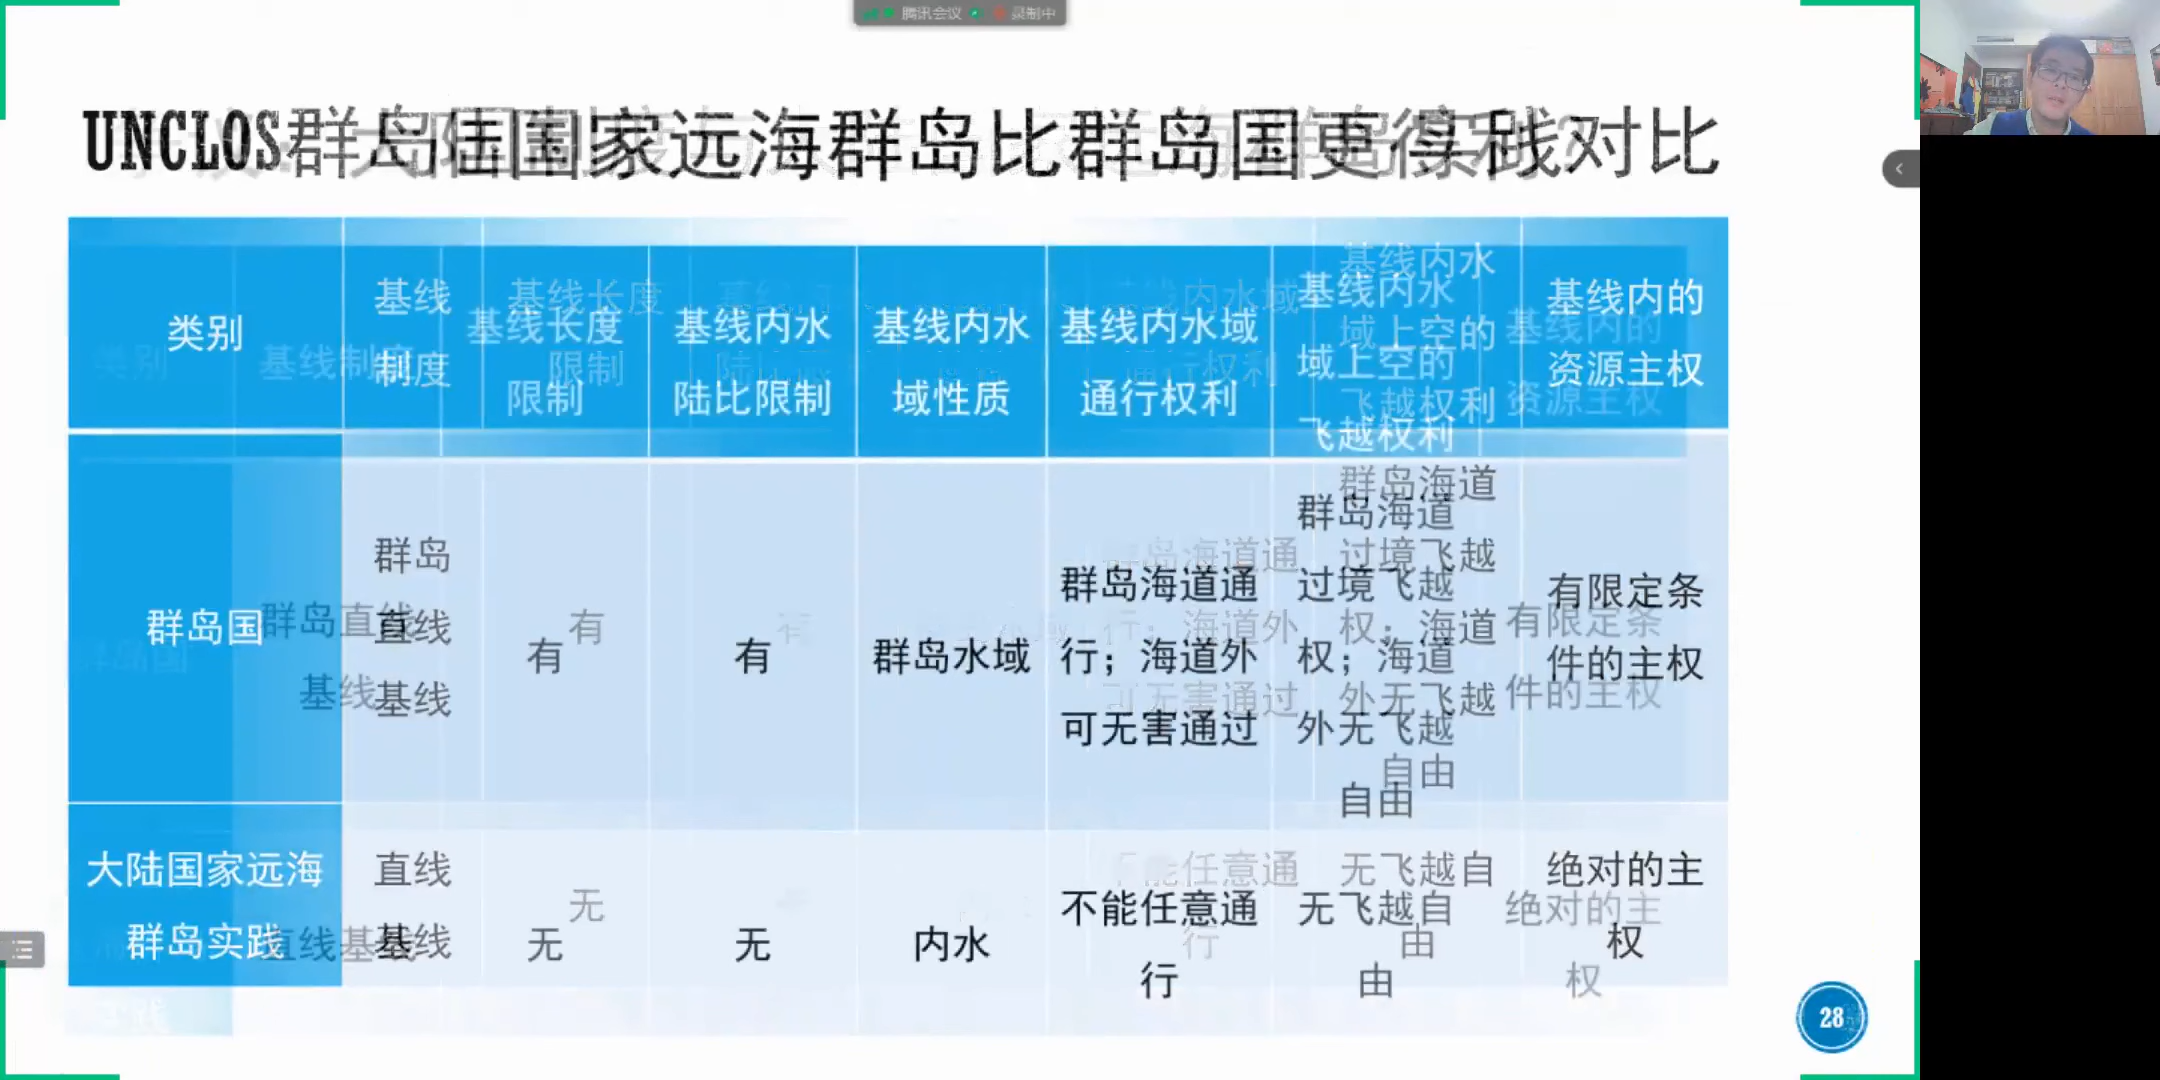 腾讯会议 录制中
UNCLOS群岛国国家远海群岛比群岛国更得 践对比
类别
基线
制度
基线长度
限制
基线内水
陆比限制
基线内水
域性质
基线内水域
通行权利
基线内水
域上空的
飞越权利
基线内的
资源主权
群岛国
群岛
直线
基线
有
有
群岛水域
群岛海道通
行；海道外
可无害通过
群岛海道
过境飞越
权；海道
外无飞越
自由
有限定条
件的主权
大陆国家远海
群岛实践
直线
基线
无
无
内水
不能任意通
行
无飞越自
由
绝对的主
权
28